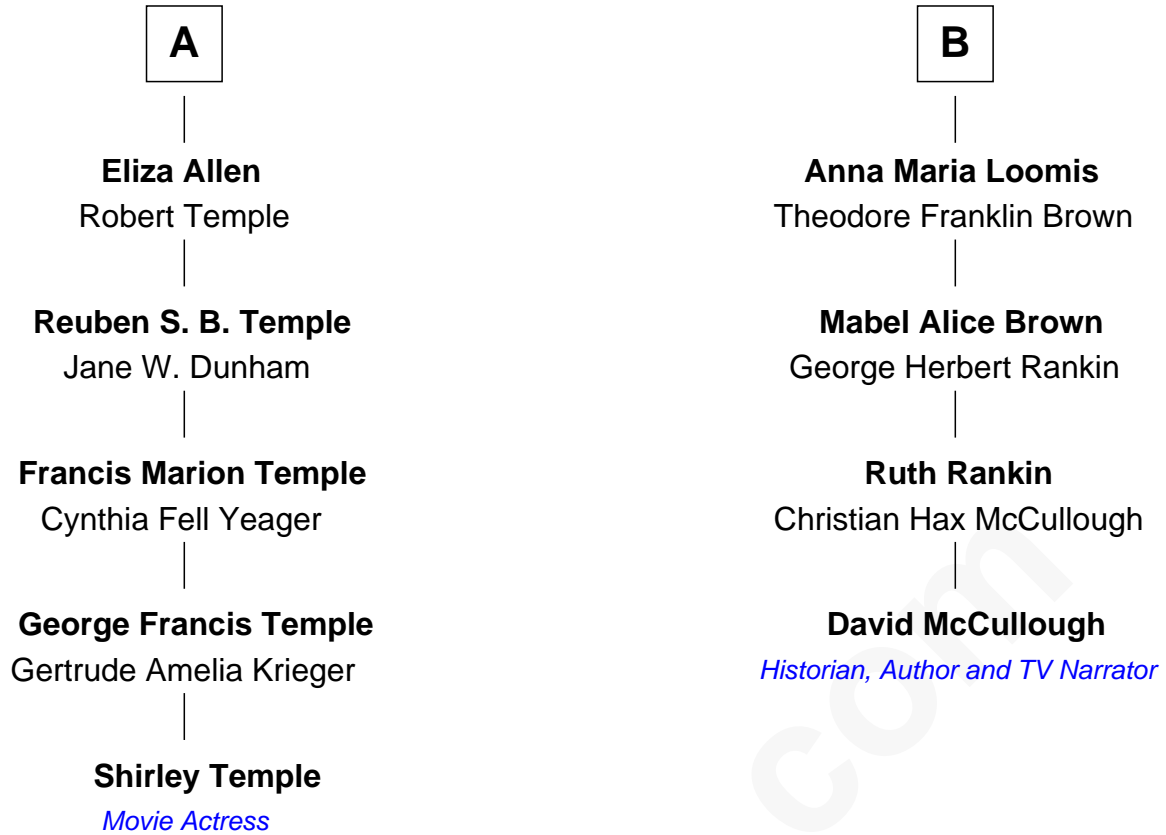 A
Eliza Allen
Robert Temple
Reuben S. B. Temple
Jane W. Dunham
Francis Marion Temple
Cynthia Fell Yeager
George Francis Temple
Gertrude Amelia Krieger
Shirley Temple
Movie Actress
B
Anna Maria Loomis
Theodore Franklin Brown
Mabel Alice Brown
George Herbert Rankin
Ruth Rankin
Christian Hax McCullough
David McCullough
Historian, Author and TV Narrator
com